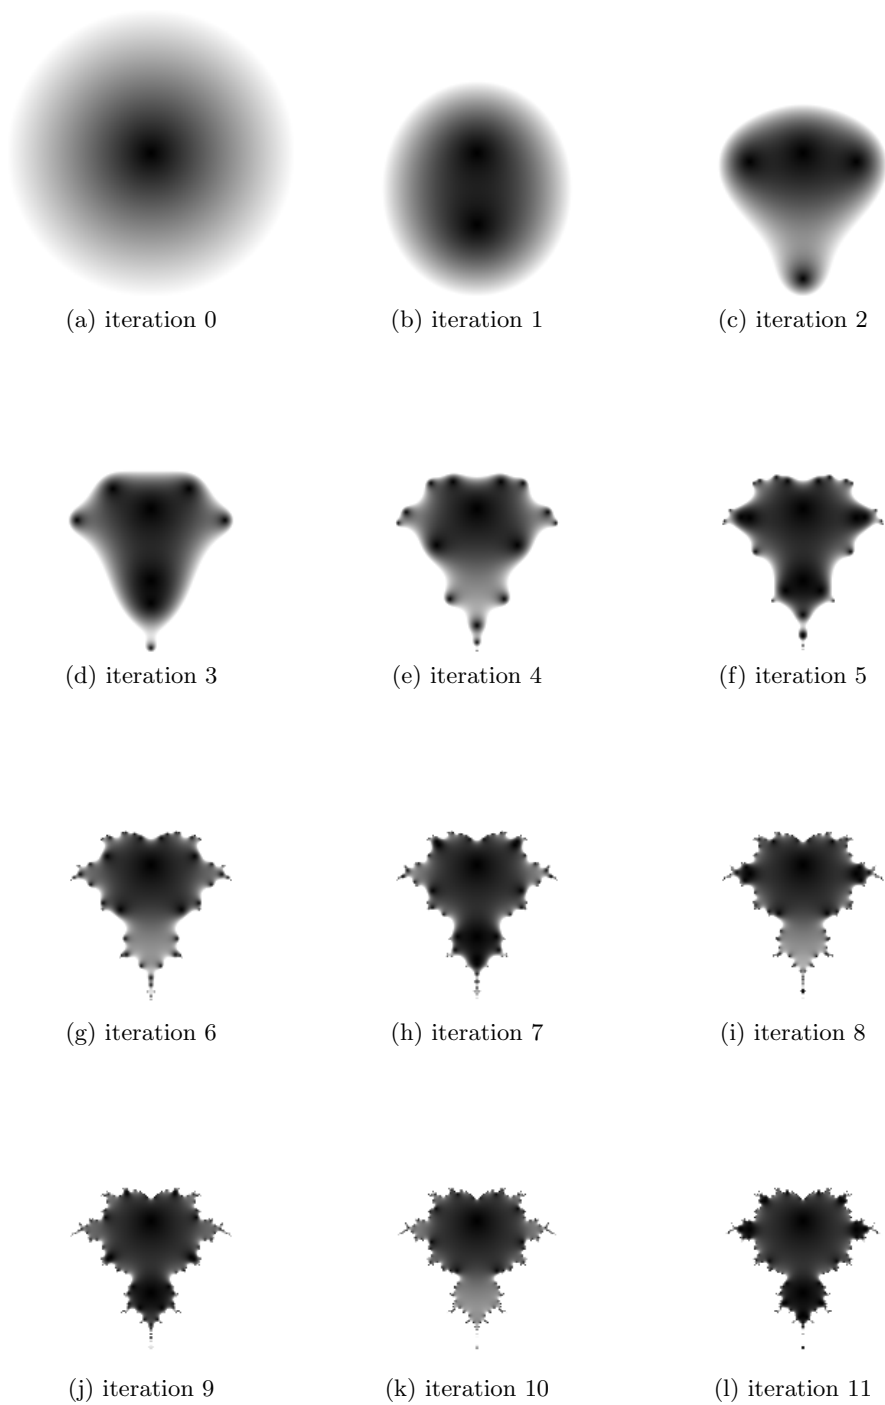 (a) iteration 0
(b) iteration 1
(c) iteration 2
(d) iteration 3
(e) iteration 4
(f) iteration 5
(g) iteration 6
(h) iteration 7
(i) iteration 8
(j) iteration 9
(k) iteration 10
(l) iteration 11